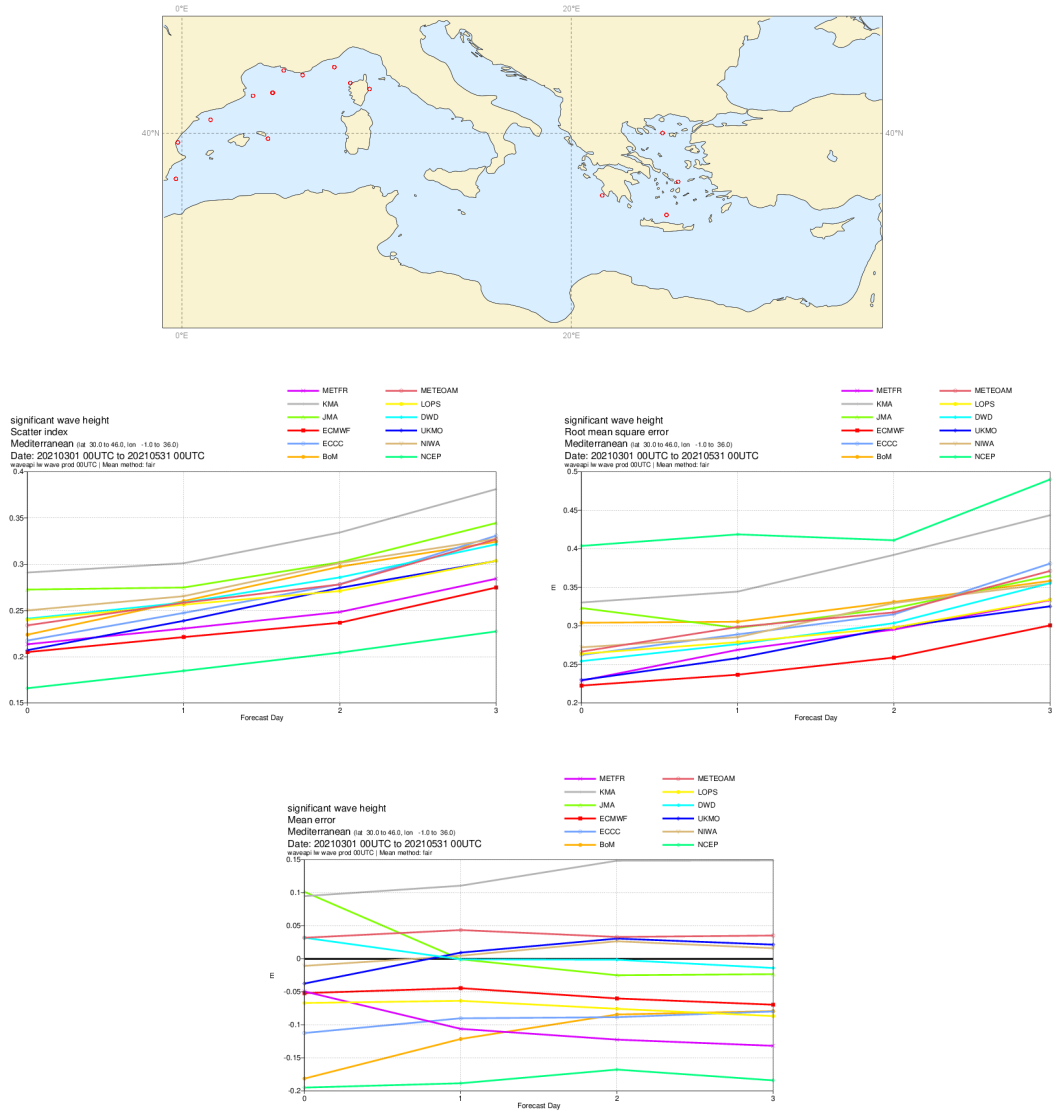 0°E
20°E
40°N
40°N
0°E
20°E
significant wave height
Scatter index
Mediterranean (lat 30.0 to 46.0, lon -1.0 to 36.0)
Date: 20210301 00UTC to 20210531 00UTC
waveapi lw wave prod 00UTC | Mean method: fair
METFR
KMA
JMA
ECMWF
ECCC
BoM
METEOAM
LOPS
DWD
UKMO
NIWA
NCEP
0.4
0.35
0.3
0.25
0.2
0.15
0
1
2
3
Forecast Day
significant wave height
Root mean square error
Mediterranean (lat 30.0 to 46.0, lon -1.0 to 36.0)
Date: 20210301 00UTC to 20210531 00UTC
waveapi lw wave prod 00UTC | Mean method: fair
METFR
KMA
JMA
ECMWF
ECCC
BoM
METEOAM
LOPS
DWD
UKMO
NIWA
NCEP
0.5
0.45
0.4
0.35
0.3
0.25
0.2
m
0
1
2
3
Forecast Day
significant wave height
Mean error
Mediterranean (lat 30.0 to 46.0, lon -1.0 to 36.0)
Date: 20210301 00UTC to 20210531 00UTC
waveapi lw wave prod 00UTC | Mean method: fair
METFR
KMA
JMA
ECMWF
ECCC
BoM
METEOAM
LOPS
DWD
UKMO
NIWA
NCEP
0.15
0.1
0.05
0
-0.05
-0.1
-0.15
-0.2
m
0
1
2
3
Forecast Day